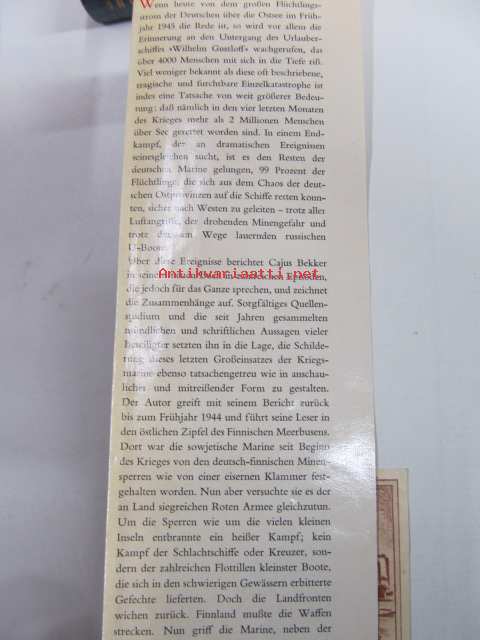 Wenn heute von dem großen Flüchtlings-
strom der Deutschen über die Ostsee im Früh-
jahr 1945 die Rede ist, so wird vor allem die
Erinnerung an den Untergang des Urlauber-
schiffes »Wilhelm Gustloff« wachgerufen, das
über 4000 Menschen mit sich in die Tiefe riß.
Viel weniger bekannt als diese oft beschriebene,
tragische und furchtbare Einzelkatastrophe ist
indes eine Tatsache von weit größerer Bedeu-
tung: daß nämlich in den vier letzten Monaten
des Krieges mehr als 2 Millionen Menschen
über See gerettet worden sind. In einem End-
kampf, der an dramatischen Ereignissen
seinesgleichen sucht, ist es den Resten der
deutschen Marine gelungen, 99 Prozent der
Flüchtlinge, die sich aus dem Chaos der deut-
schen Ostprovinzen auf die Schiffe retten konn-
ten, sicher nach Westen zu geleiten – trotz aller
Luftangriffe, der drohenden Minengefahr und
trotz der am Wege lauernden russischen
U-Boote.
Über diese Ereignisse berichtet Cajus Bekker
in seinem Buch in Episoden,
Antikvariaatti.net
die jedoch für das Ganze sprechen, und zeichnet
die Zusammenhänge auf. Sorgfältiges Quellen-
studium und die seit Jahren gesammelten
mündlichen und schriftlichen Aussagen vieler
Beteiligter setzten ihn in die Lage, die Schilde-
rung dieses letzten Großeinsatzes der Kriegs-
marine ebenso tatsachengetreu wie in anschau-
licher und mitreißender Form zu gestalten.
Der Autor greift mit seinem Bericht zurück
bis zum Frühjahr 1944 und führt seine Leser in
den östlichen Zipfel des Finnischen Meerbusens.
Dort war die sowjetische Marine seit Beginn
des Krieges von den deutsch-finnischen Minen-
sperren wie von einer eisernen Klammer fest-
gehalten worden. Nun aber versuchte sie es der
an Land siegreichen Roten Armee gleichzutun.
Um die Sperren wie um die vielen kleinen
Inseln entbrannte ein heißer Kampf; kein
Kampf der Schlachtschiffe oder Kreuzer, son-
dern der zahlreichen Flottillen kleinster Boote,
die sich in den schwierigen Gewässern erbitterte
Gefechte lieferten. Doch die Landfronten
wichen zurück. Finnland mußte die Waffen
strecken. Nun griff die Marine, neben der